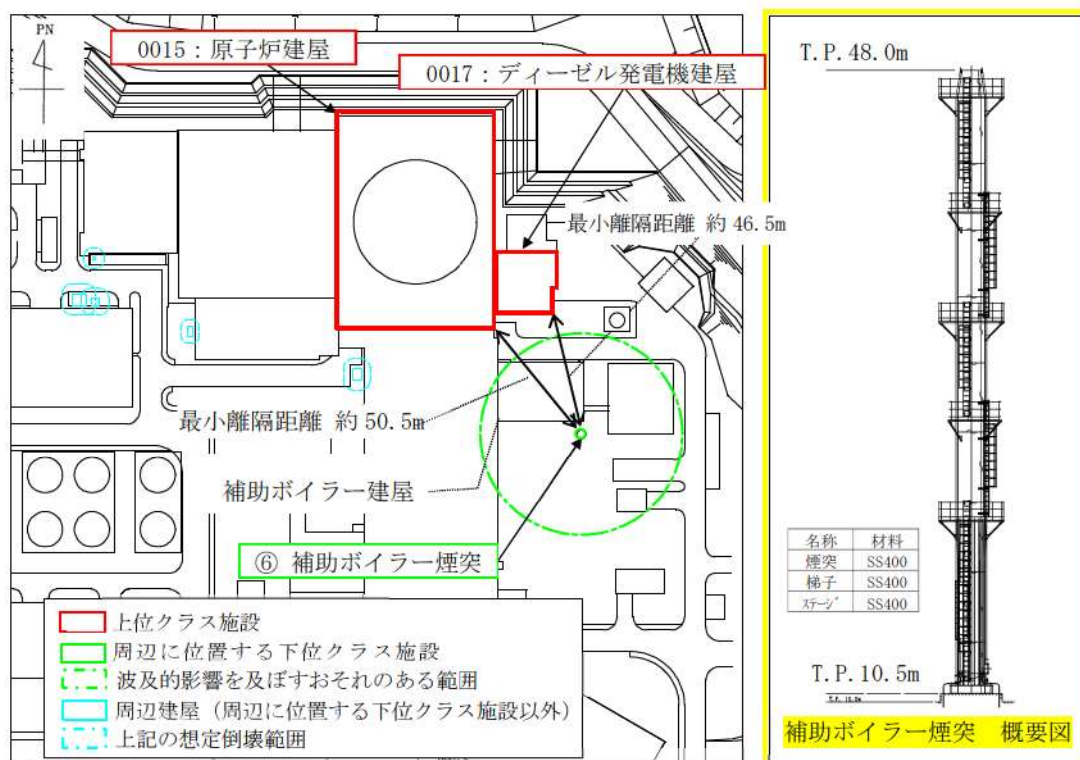 PN
0015：原子炉建屋
0017：ディーゼル発電機建屋
最小離隔距離 約 46.5m
最小離隔距離 約 50.5m
補助ボイラー建屋
⑥ 補助ボイラー煙突
上位クラス施設
周辺に位置する下位クラス施設
波及的影響を及ぼすおそれのある範囲
周辺建屋（周辺に位置する下位クラス施設以外）
上記の想定倒壊範囲
T.P.48.0m
名称 材料
煙突 SS400
梯子 SS400
ステージ SS400
T.P.10.5m
補助ボイラー煙突　概要図